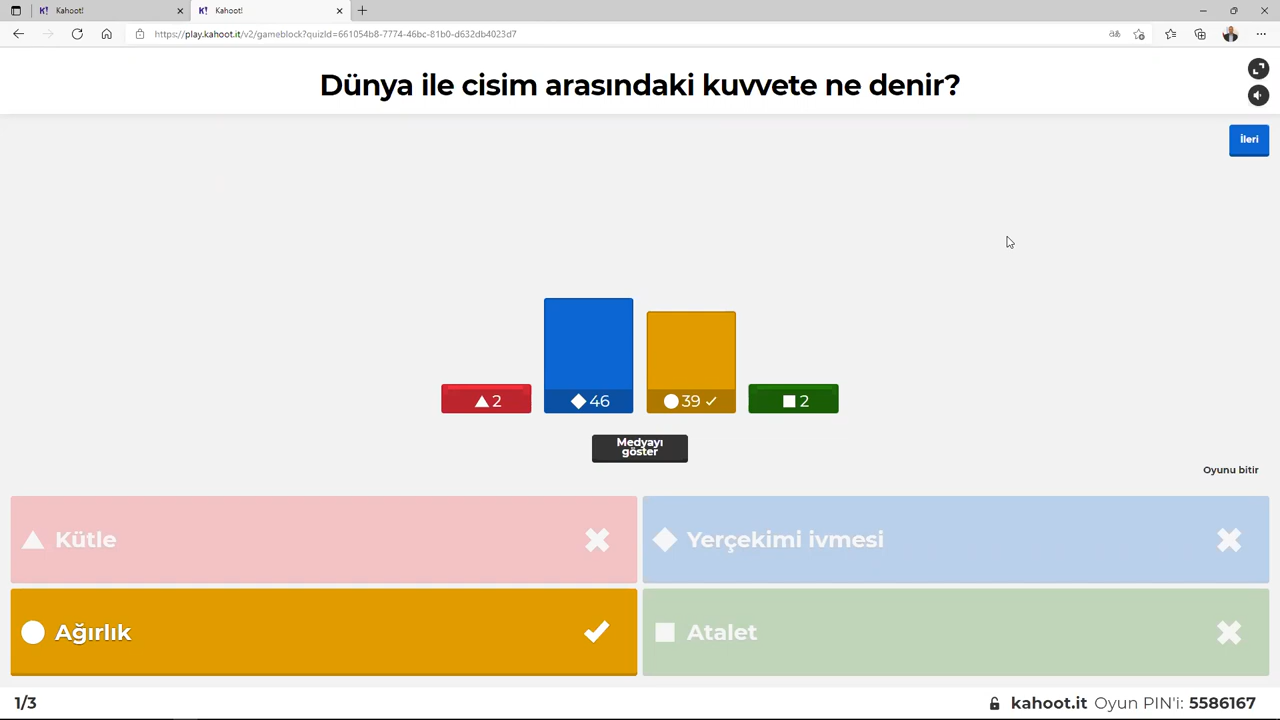 Kahoot!
Kahoot!
https://play.kahoot.it/v2/gameblock?quizId=661054b8-7774-46bc-81b0-d632db4023d7
Dünya ile cisim arasındaki kuvvete ne denir?
İleri
2
46
39
2
Medyayı
göster
Oyunu bitir
Kütle
Yerçekimi ivmesi
Ağırlık
Atalet
1/3
kahoot.it Oyun PIN'i: 5586167